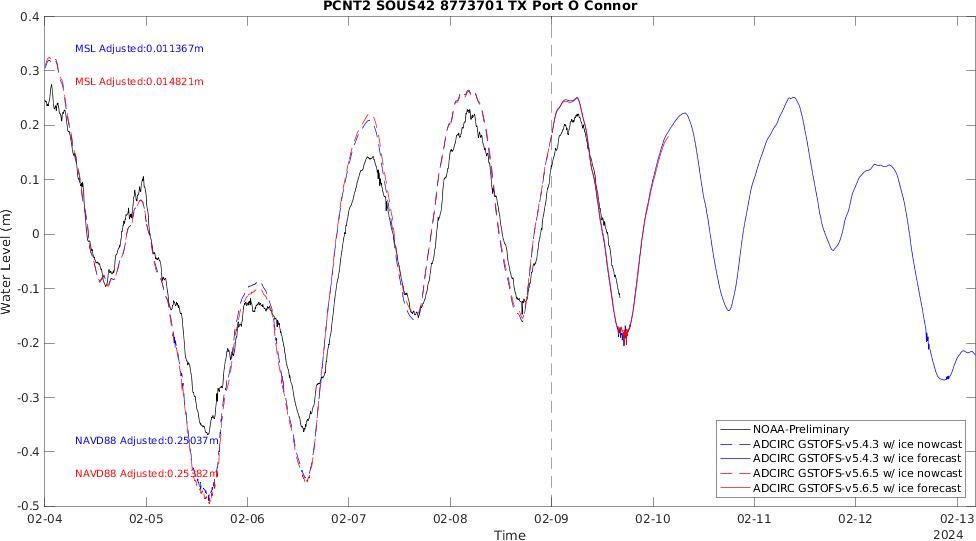 PCNT2 SOUS42 8773701 TX Port O Connor
0.4
0.3
0.2
0.1
0
-0.1
-0.2
-0.3
-0.4
-0.5
Water Level (m)
MSL Adjusted:0.011367m
MSL Adjusted:0.014821m
NAVD88 Adjusted:0.25037m
NAVD88 Adjusted:0.25382m
NOAA-Preliminary
ADCIRC GSTOFS-v5.4.3 w/ ice nowcast
ADCIRC GSTOFS-v5.4.3 w/ ice forecast
ADCIRC GSTOFS-v5.6.5 w/ ice nowcast
ADCIRC GSTOFS-v5.6.5 w/ ice forecast
02-04 02-05 02-06 02-07 02-08 02-09 02-10 02-11 02-12 02-13
Time
2024